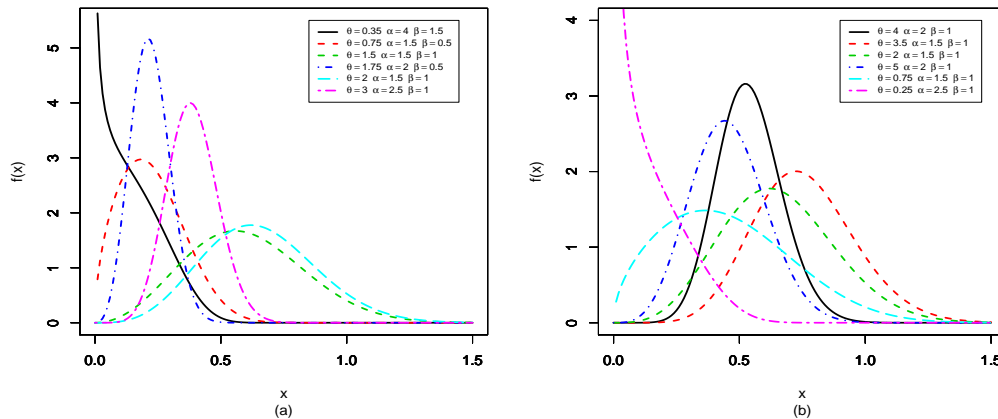 θ=0.35 α=4 β=1.5
θ=0.75 α=1.5 β=0.5
θ=1.5 α=1.5 β=1
θ=1.75 α=2 β=0.5
θ=2 α=1.5 β=1
θ=3 α=2.5 β=1
f(x)
5
4
3
2
1
0
0.0 0.5 1.0 1.5
x
(a)
θ=4 α=2 β=1
θ=3.5 α=1.5 β=1
θ=2 α=1.5 β=1
θ=5 α=2 β=1
θ=0.75 α=1.5 β=1
θ=0.25 α=2.5 β=1
f(x)
4
3
2
1
0
0.0 0.5 1.0 1.5
x
(b)